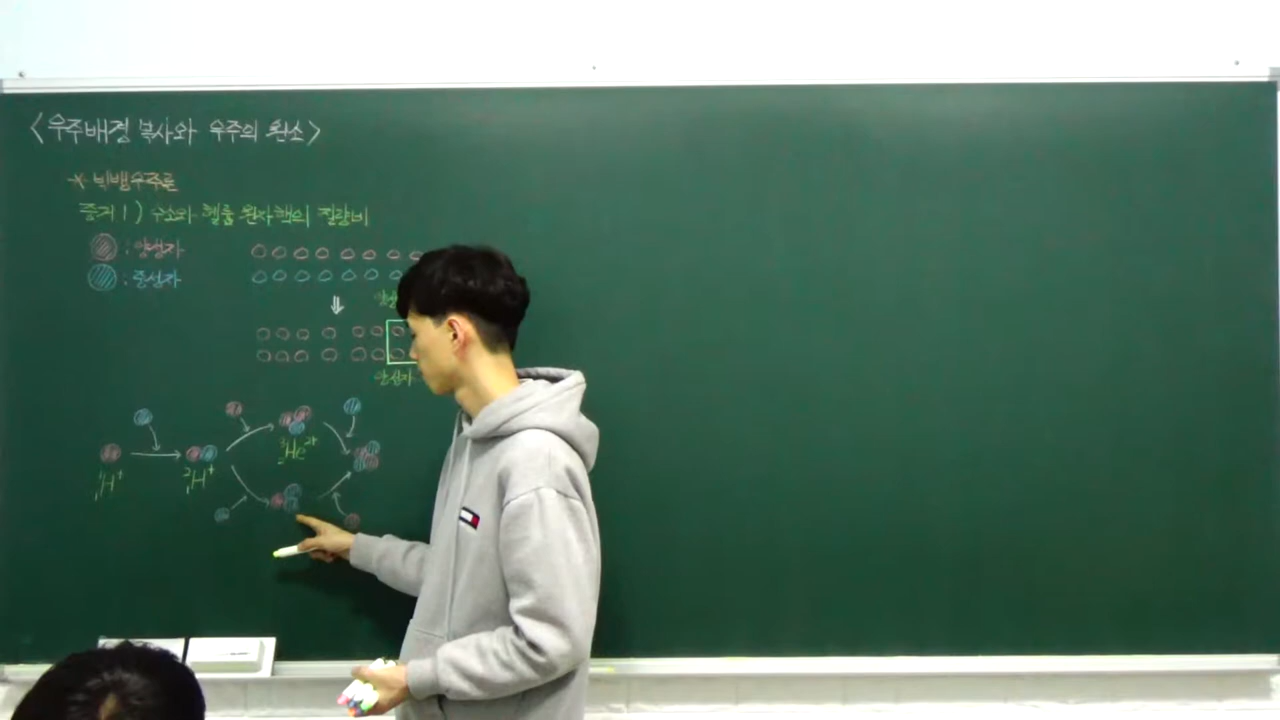 <우주배경 복사와 우주의 원소>
* 빅뱅우주론
증거 1) 수소와 헬륨 원자핵의 질량비
: 양성자
: 중성자
⇓
양성자
¹₁H⁺
²₁H⁺
³₂He²⁺